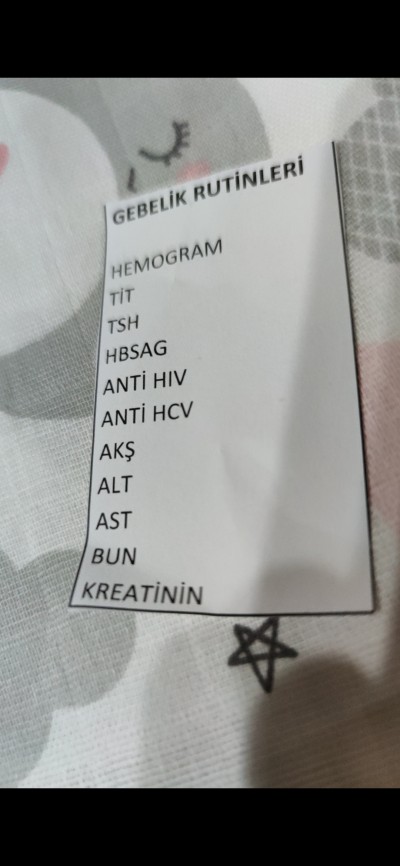 GEBELİK RUTİNLERİ
HEMOGRAM
TİT
TSH
HBSAG
ANTİ HIV
ANTİ HCV
AKŞ
ALT
AST
BUN
KREATİNİN